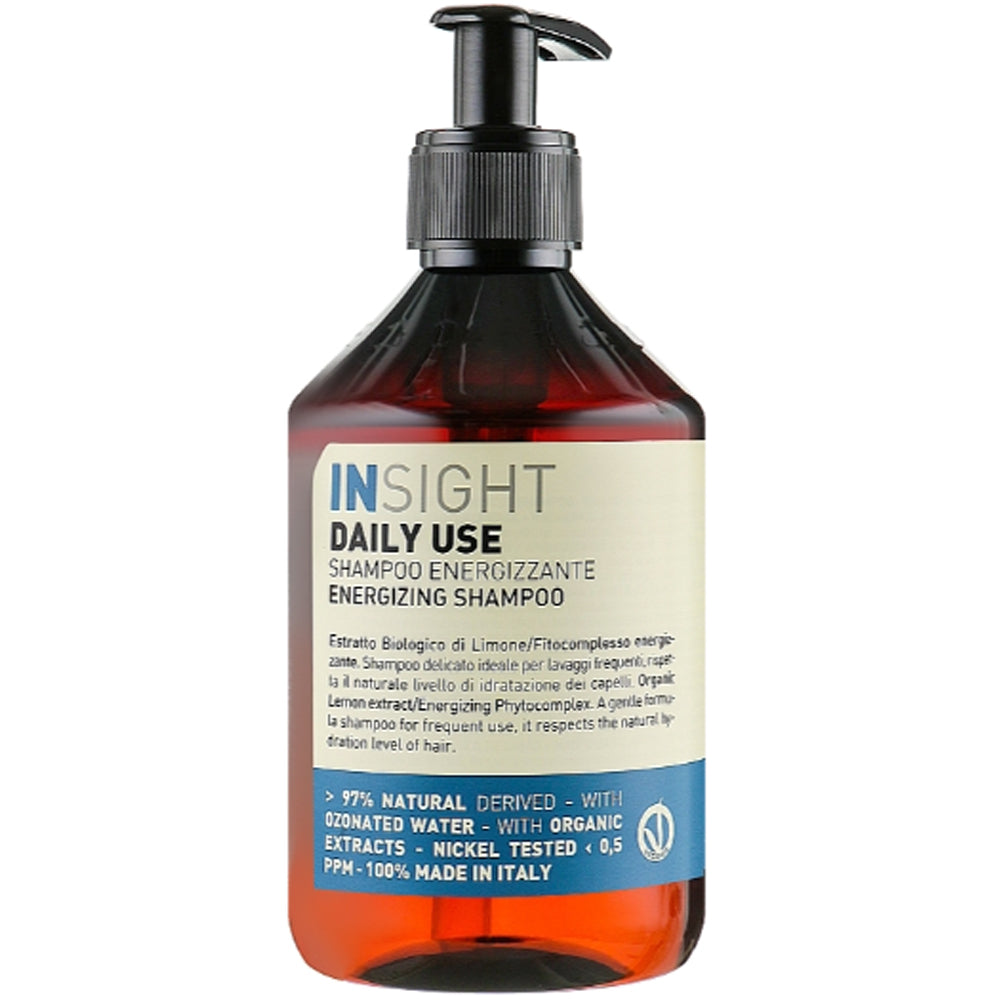 INSIGHT
DAILY USE
SHAMPOO ENERGIZZANTE
ENERGIZING SHAMPOO
Estratto Biologico di Limone/Fitocomplesso energiz-
zante. Shampoo delicato ideale per lavaggi frequenti, rispet-
ta il naturale livello di idratazione dei capelli. Organic
Lemon extract/Energizing Phytocomplex. A gentle formu-
la shampoo for frequent use, it respects the natural hy-
dration level of hair.
> 97% NATURAL DERIVED - WITH
OZONATED WATER - WITH ORGANIC
EXTRACTS - NICKEL TESTED < 0,5
PPM - 100% MADE IN ITALY